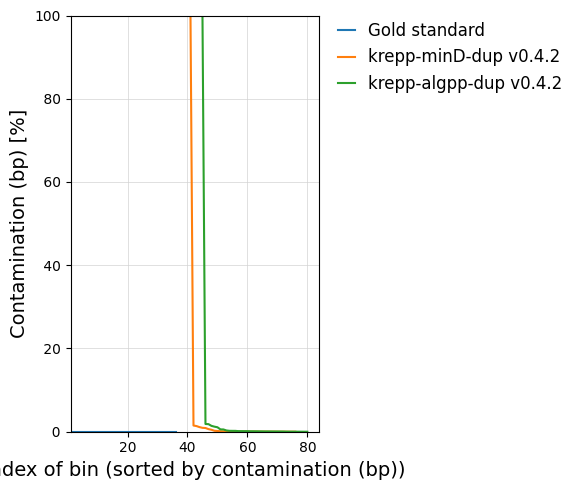 Gold standard
krepp-minD-dup v0.4.2
krepp-algpp-dup v0.4.2
Contamination (bp) [%]
100
80
60
40
20
0
20 40 60 80
of bin (sorted by contamination (bp))